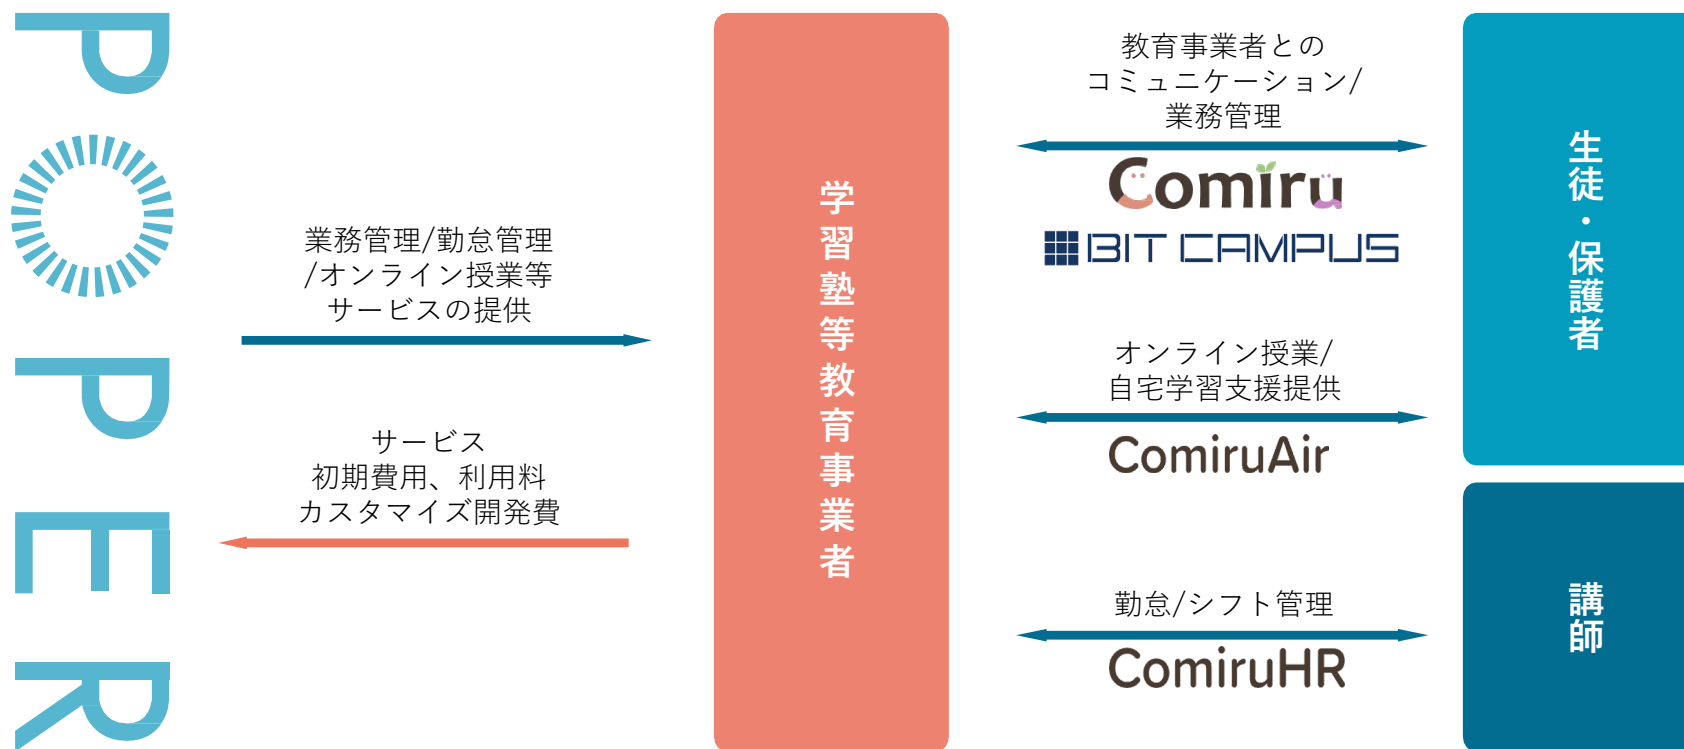 POPPER
業務管理/勤怠管理
/オンライン授業等
サービスの提供
サービス
初期費用、利用料
カスタマイズ開発費
学習塾等教育事業者
教育事業者との
コミュニケーション/
業務管理
Comiru
BIT CAMPUS
オンライン授業/
自宅学習支援提供
ComiruAir
勤怠/シフト管理
ComiruHR
生徒・保護者
講師